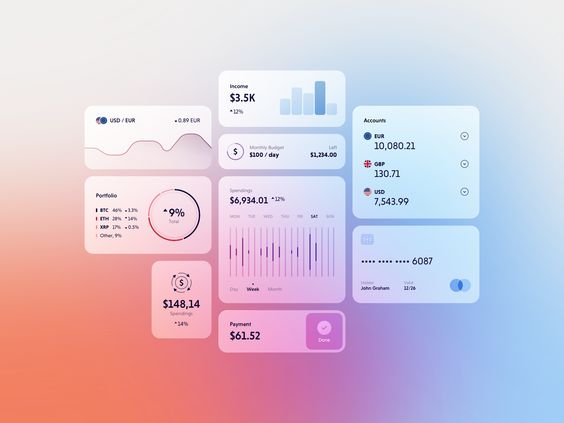 USD / EUR
▲0.89 EUR
Portfolio
BTC 46% ▲3.3%
ETH 28% ▲14%
XRP 17% ▲0.5%
Other, 9%
▲9%
Total
$148,14
Spendings
▲14%
Income
$3.5K
▲12%
$
Monthly Budget
Left
$100 / day
$1,234.00
Spendings
$6,934.01 ▲12%
MON TUE WED THU FRI SAT SUN
Day Week Month
Payment
$61.52
Done
Accounts
EUR
10,080.21
GBP
130.71
USD
7,543.99
•••• •••• •••• 6087
Valid
John Graham
12/26